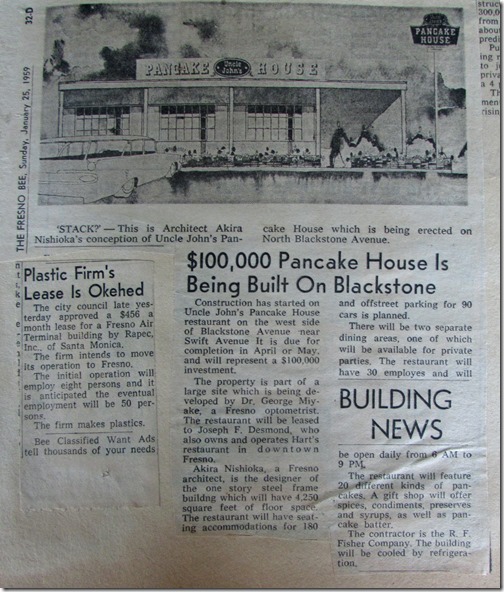 32-D
THE FRESNO BEE, Sunday, January 25, 1959
PANCAKE
HOUSE
PANCAKE Uncle John's HOUSE
'STACK?' — This is Architect Akira
Nishioka's conception of Uncle John's Pan-
cake House which is being erected on
North Blackstone Avenue.
Plastic Firm's
Lease Is Okehed
The city council late yes-
terday approved a $456 a
month lease for a Fresno Air
Terminal building by Rapec,
Inc., of Santa Monica.
The firm intends to move
its operation to Fresno.
The initial operation will
employ eight persons and it
is anticipated the eventual
employment will be 50 per-
sons.
The firm makes plastics.
Bee Classified Want Ads
tell thousands of your needs
$100,000 Pancake House Is
Being Built On Blackstone
Construction has started on
Uncle John's Pancake House
restaurant on the west side
of Blackstone Avenue near
Swift Avenue It is due for
completion in April or May,
and will represent a $100,000
investment.
The property is part of a
large site which is being de-
veloped by Dr. George Miy-
ake, a Fresno optometrist.
The restaurant will be leased
to Joseph F. Desmond, who
also owns and operates Hart's
restaurant in downtown
Fresno.
Akira Nishioka, a Fresno
architect, is the designer of
the one story steel frame
buildng which will have 4,250
square feet of floor space.
The restaurant will have seat-
ing accommodations for 180
and offstreet parking for 90
cars is planned.
There will be two separate
dining areas, one of which
will be available for private
parties. The restaurant will
have 30 employes and will
BUILDING
NEWS
be open daily from 6 AM to
9 PM.
The restaurant will feature
20 different kinds of pan-
cakes. A gift shop will offer
spices, condiments, preserves
and syrups, as well as pan-
cake batter.
The contractor is the R. F.
Fisher Company. The building
will be cooled by refrigera-
tion.